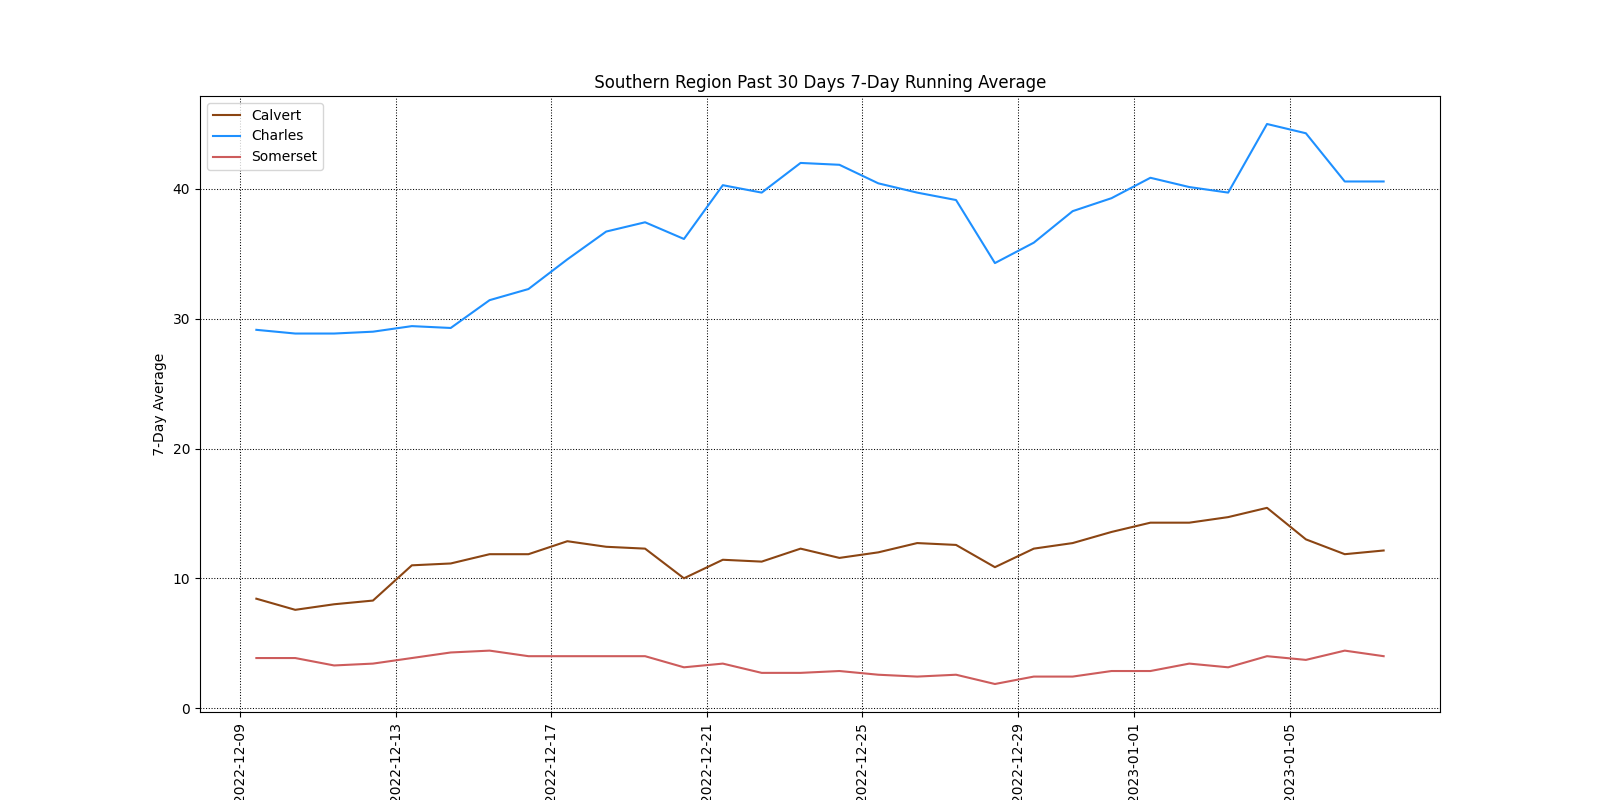 Southern Region Past 30 Days 7-Day Running Average
Calvert
Charles
Somerset
7-Day Average
40
30
20
10
0
2022-12-09
2022-12-13
2022-12-17
2022-12-21
2022-12-25
2022-12-29
2023-01-01
2023-01-05